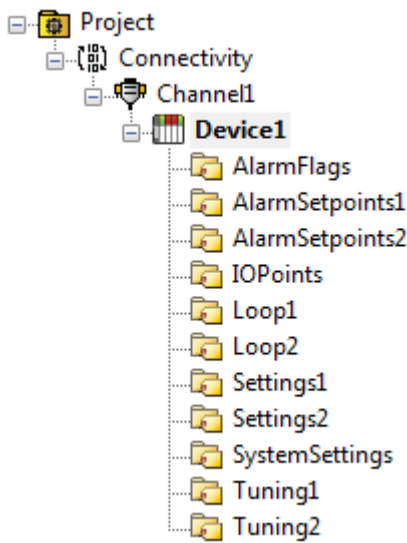 Project
Connectivity
Channel1
Device1
AlarmFlags
AlarmSetpoints1
AlarmSetpoints2
IOPoints
Loop1
Loop2
Settings1
Settings2
SystemSettings
Tuning1
Tuning2